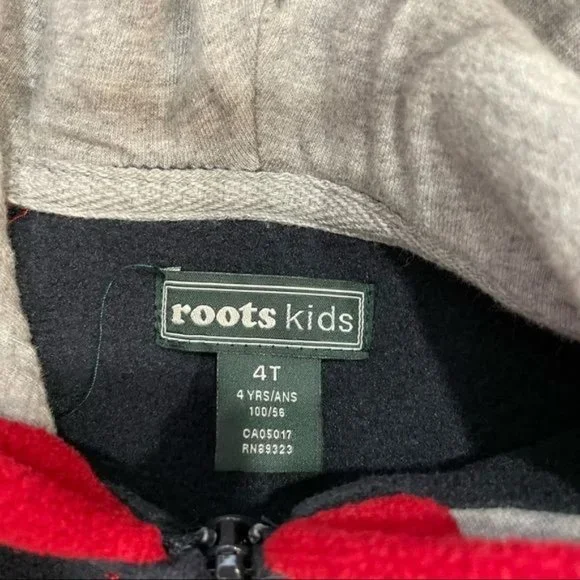 roots kids
4T
4 YRS/ANS
100/56
CA05017
RN89323